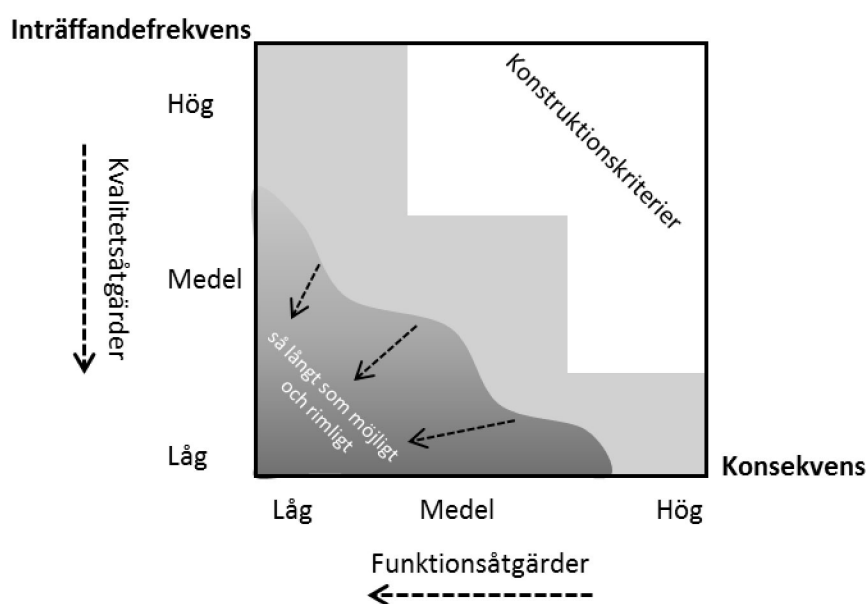 Inträffandefrekvens
Hög
Konstruktionskriterier
Kvalitetsåtgärder
Medel
så långt som möjligt
och rimligt
Låg
Konsekvens
Låg
Medel
Hög
Funktionsåtgärder